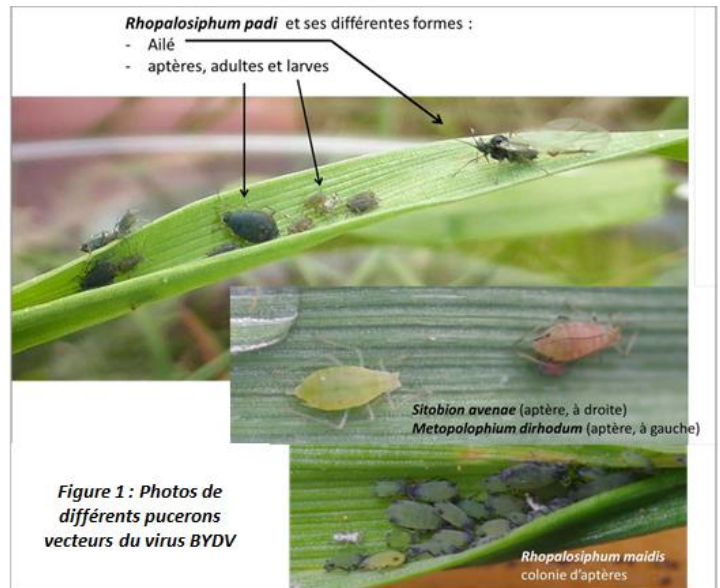 Rhopalosiphum padi et ses différentes formes :
- Ailé
- aptères, adultes et larves
Sitobion avenae (aptère, à droite)
Metopolophium dirhodum (aptère, à gauche)
Figure 1 : Photos de
différents pucerons
vecteurs du virus BYDV
Rhopalosiphum maidis
colonie d'aptères